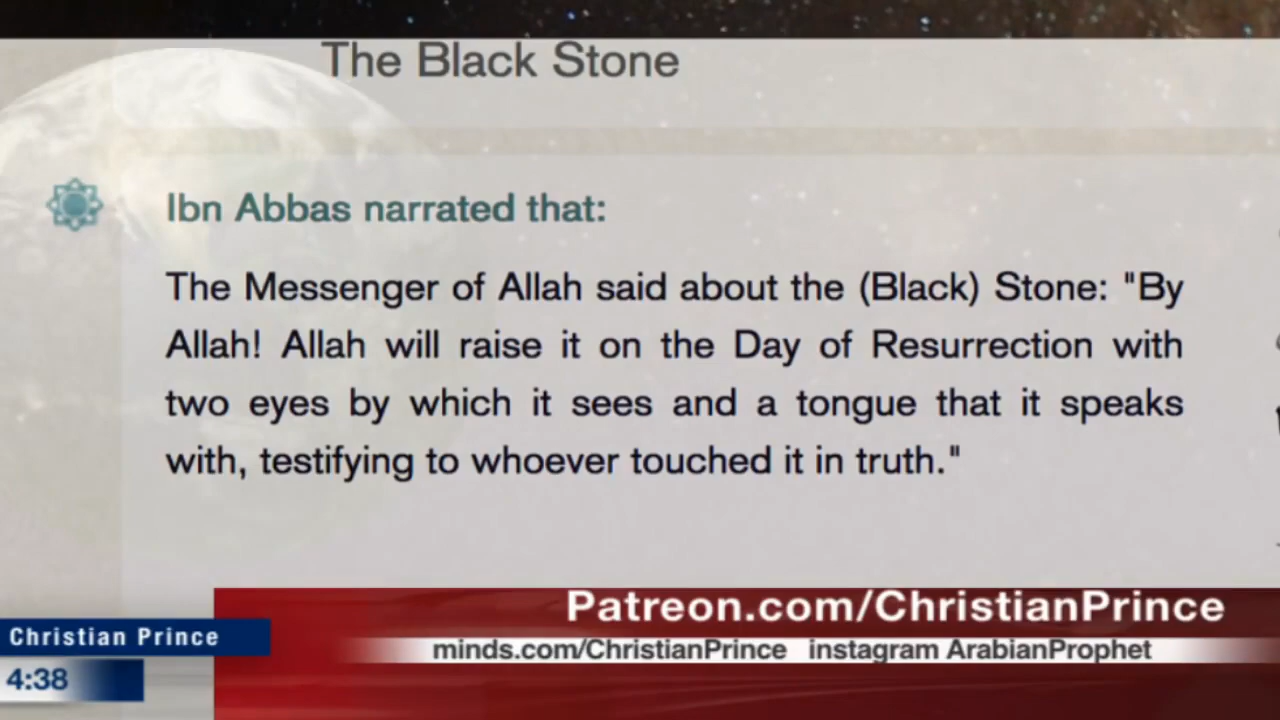 The Black Stone
Ibn Abbas narrated that:
The Messenger of Allah said about the (Black) Stone: "By
Allah! Allah will raise it on the Day of Resurrection with
two eyes by which it sees and a tongue that it speaks
with, testifying to whoever touched it in truth."
Patreon.com/ChristianPrince
Christian Prince
minds.com/ChristianPrince instagram ArabianProphet
4:38